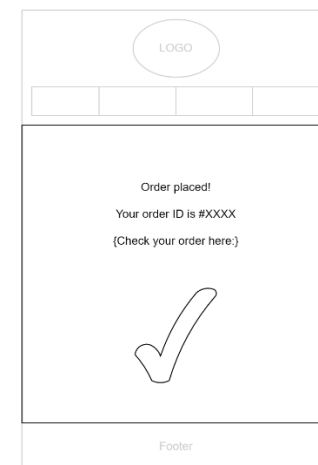 LOGO
Order placed!
Your order ID is #XXXX
{Check your order here:}
Footer